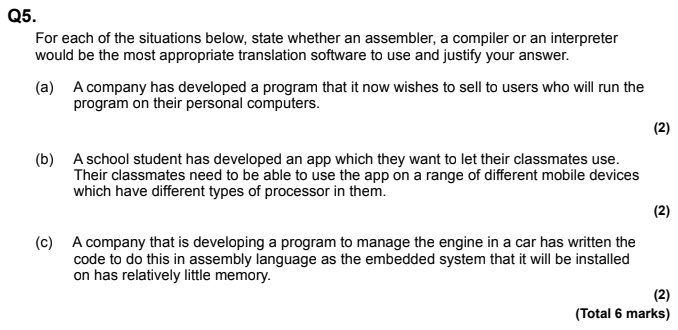 Q5.
For each of the situations below, state whether an assembler, a compiler or an interpreter
would be the most appropriate translation software to use and justify your answer.
(a) A company has developed a program that it now wishes to sell to users who will run the
program on their personal computers.
(2)
(b) A school student has developed an app which they want to let their classmates use.
Their classmates need to be able to use the app on a range of different mobile devices
which have different types of processor in them.
(2)
(c) A company that is developing a program to manage the engine in a car has written the
code to do this in assembly language as the embedded system that it will be installed
on has relatively little memory.
(2)
(Total 6 marks)